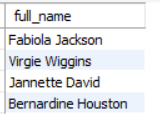 full_name
Fabiola Jackson
Virgie Wiggins
Jannette David
Bernardine Houston